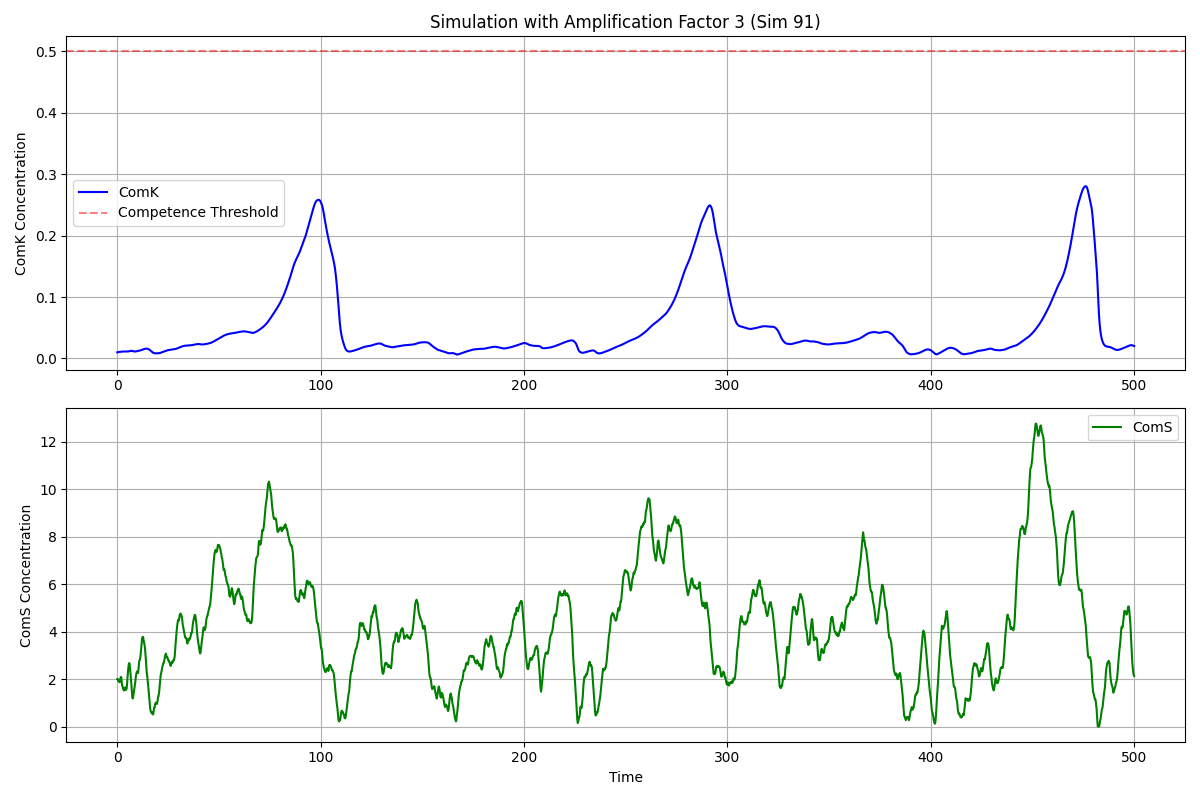 Simulation with Amplification Factor 3 (Sim 91)
ComK Concentration
0.5
0.4
0.3
0.2
0.1
0.0
ComK
Competence Threshold
0 100 200 300 400 500
ComS Concentration
12
10
8
6
4
2
0
ComS
0 100 200 300 400 500
Time